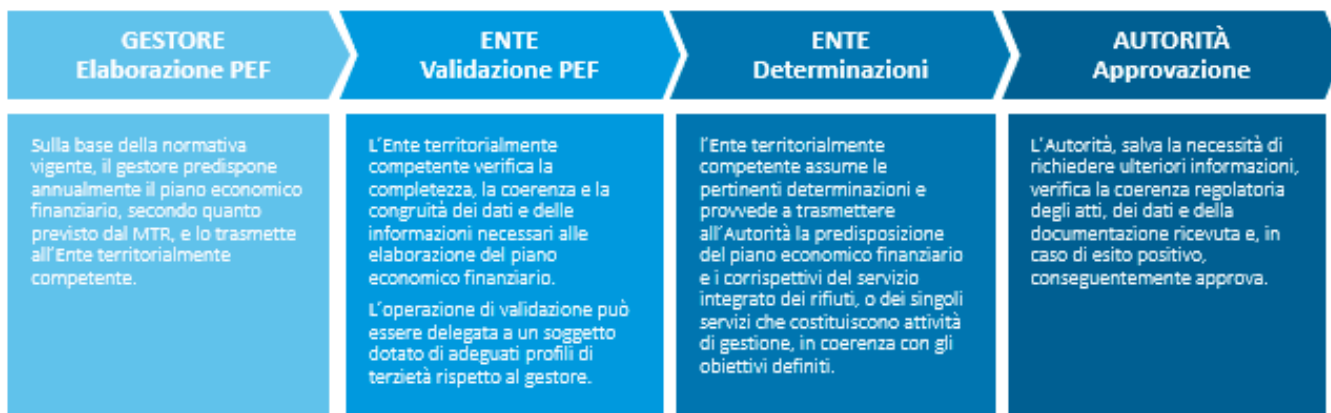 GESTORE
Elaborazione PEF
ENTE
Validazione PEF
ENTE
Determinazioni
AUTORITÀ
Approvazione
Sulla base della normativa
vigente, il gestore predispone
annualmente il piano economico
finanziario, secondo quanto
previsto dal MTR, e lo trasmette
all'Ente territorialmente
competente.
L'Ente territorialmente
competente verifica la
completezza, la coerenza e la
congruità dei dati e delle
informazioni necessari alle
elaborazione del piano
economico finanziario.
L'operazione di validazione può
essere delegata a un soggetto
dotato di adeguati profili di
terzietà rispetto al gestore.
l'Ente territorialmente
competente assume le
pertinenti determinazioni e
provvede a trasmettere
all'Autorità la predisposizione
del piano economico finanziario
e i corrispettivi del servizio
integrato dei rifiuti, o dei singoli
servizi che costituiscono attività
di gestione, in coerenza con gli
obiettivi definiti.
L'Autorità, salva la necessità di
richiedere ulteriori informazioni,
verifica la coerenza regolatoria
degli atti, dei dati e della
documentazione ricevuta e, in
caso di esito positivo,
conseguentemente approva.